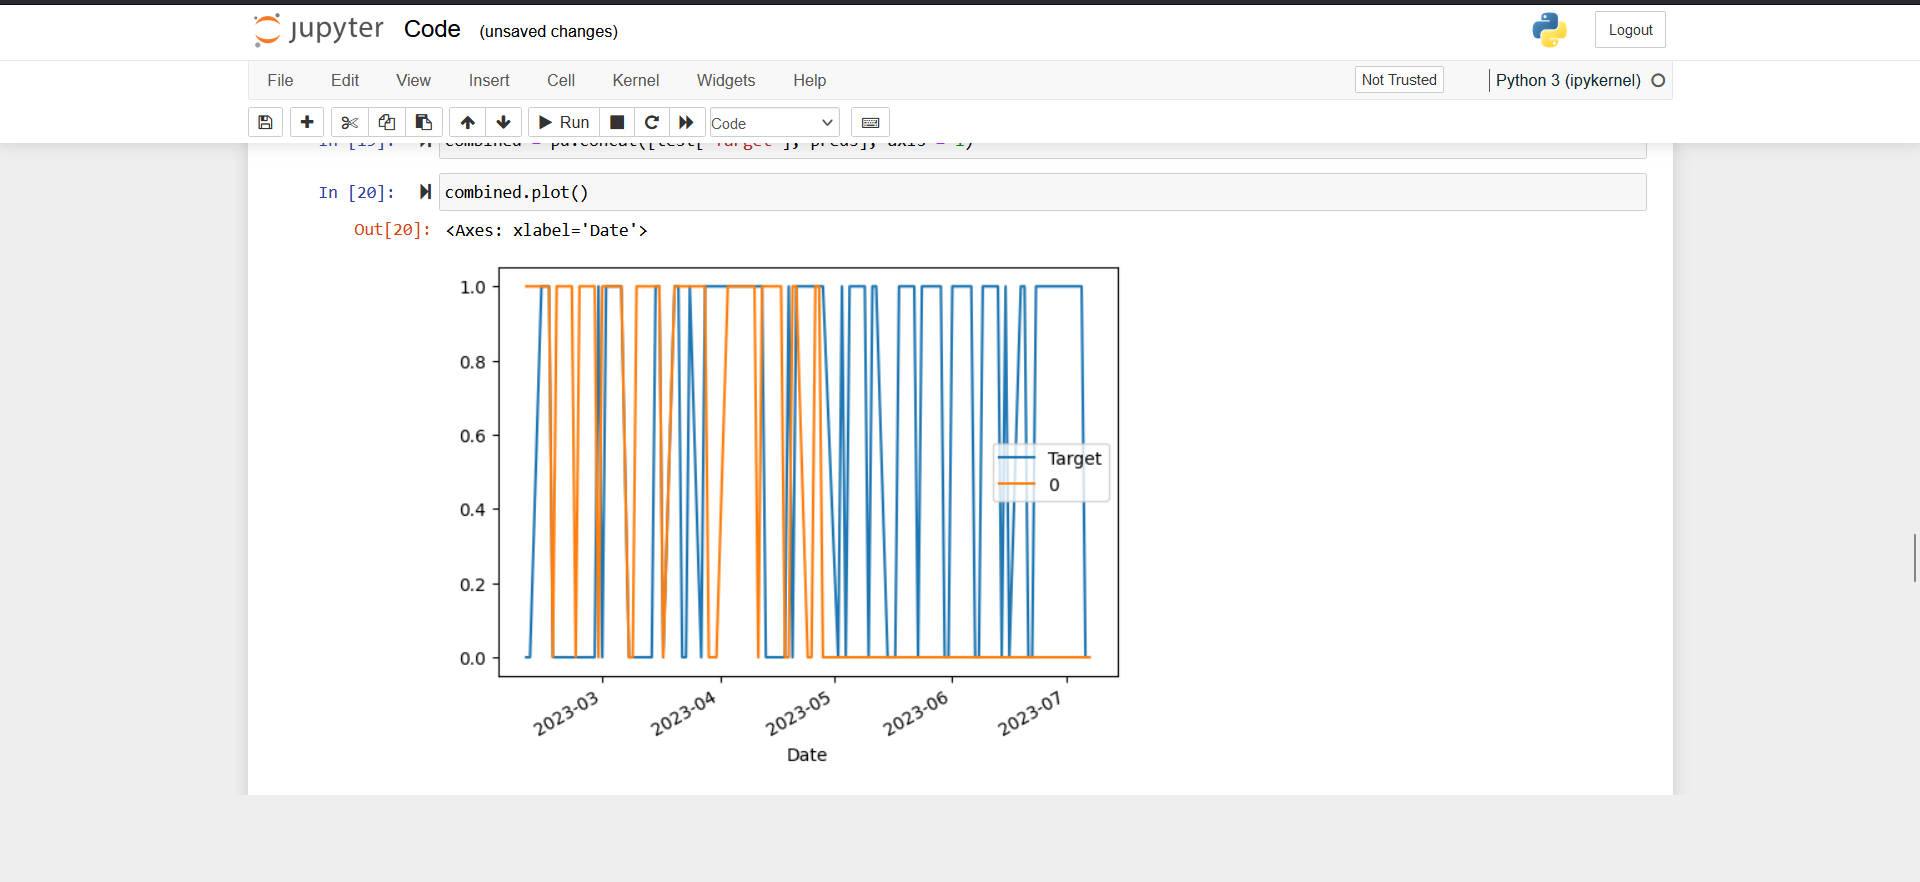 jupyter Code (unsaved changes)
Logout
File Edit View Insert Cell Kernel Widgets Help
Not Trusted
Python 3 (ipykernel)
Run
Code
In [19]: combined = pd.concat([test["Target"], preds], axis = 1)
In [20]: combined.plot()
Out[20]: <Axes: xlabel='Date'>
1.0
0.8
0.6
0.4
0.2
0.0
Target
0
2023-03 2023-04 2023-05 2023-06 2023-07
Date